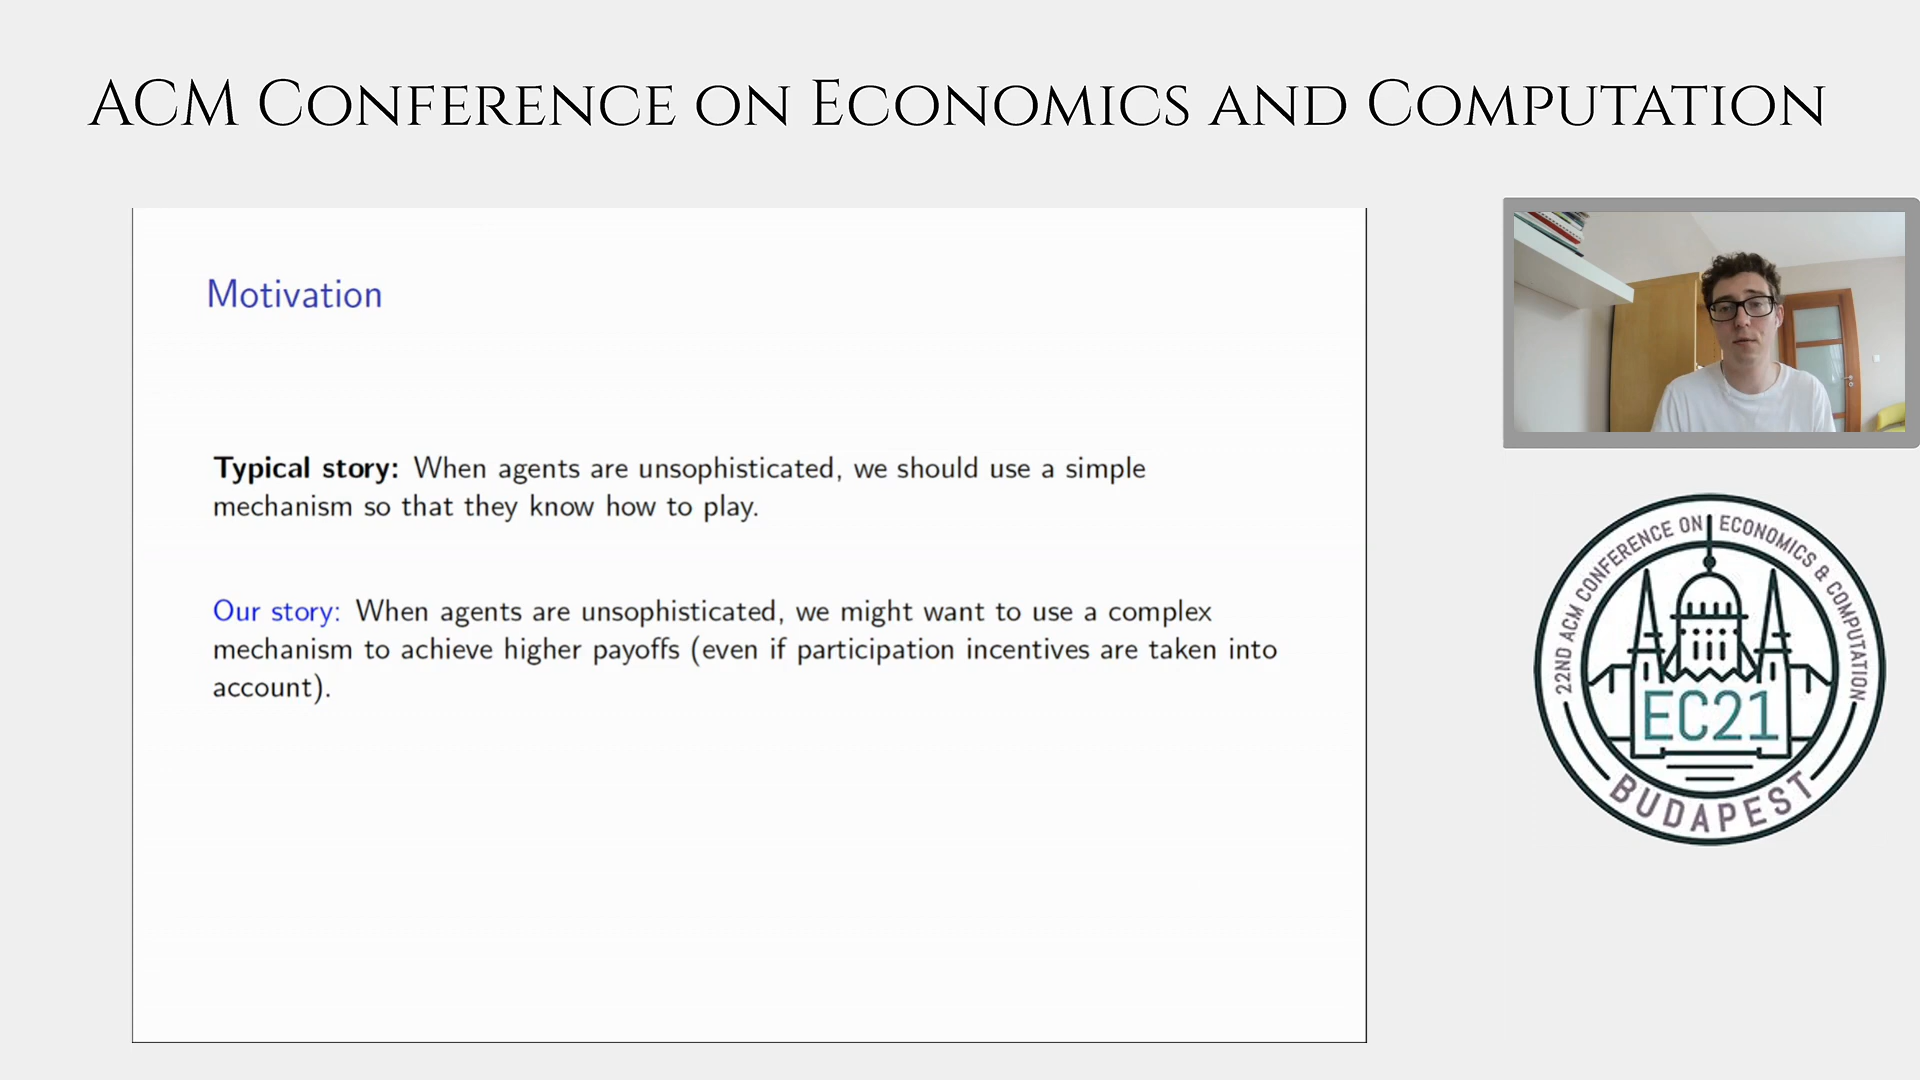 ACM Conference on Economics and Computation
Motivation
Typical story: When agents are unsophisticated, we should use a simple
mechanism so that they know how to play.
Our story: When agents are unsophisticated, we might want to use a complex
mechanism to achieve higher payoffs (even if participation incentives are taken into
account).
22ND ACM CONFERENCE ON ECONOMICS & COMPUTATION
EC21
BUDAPEST